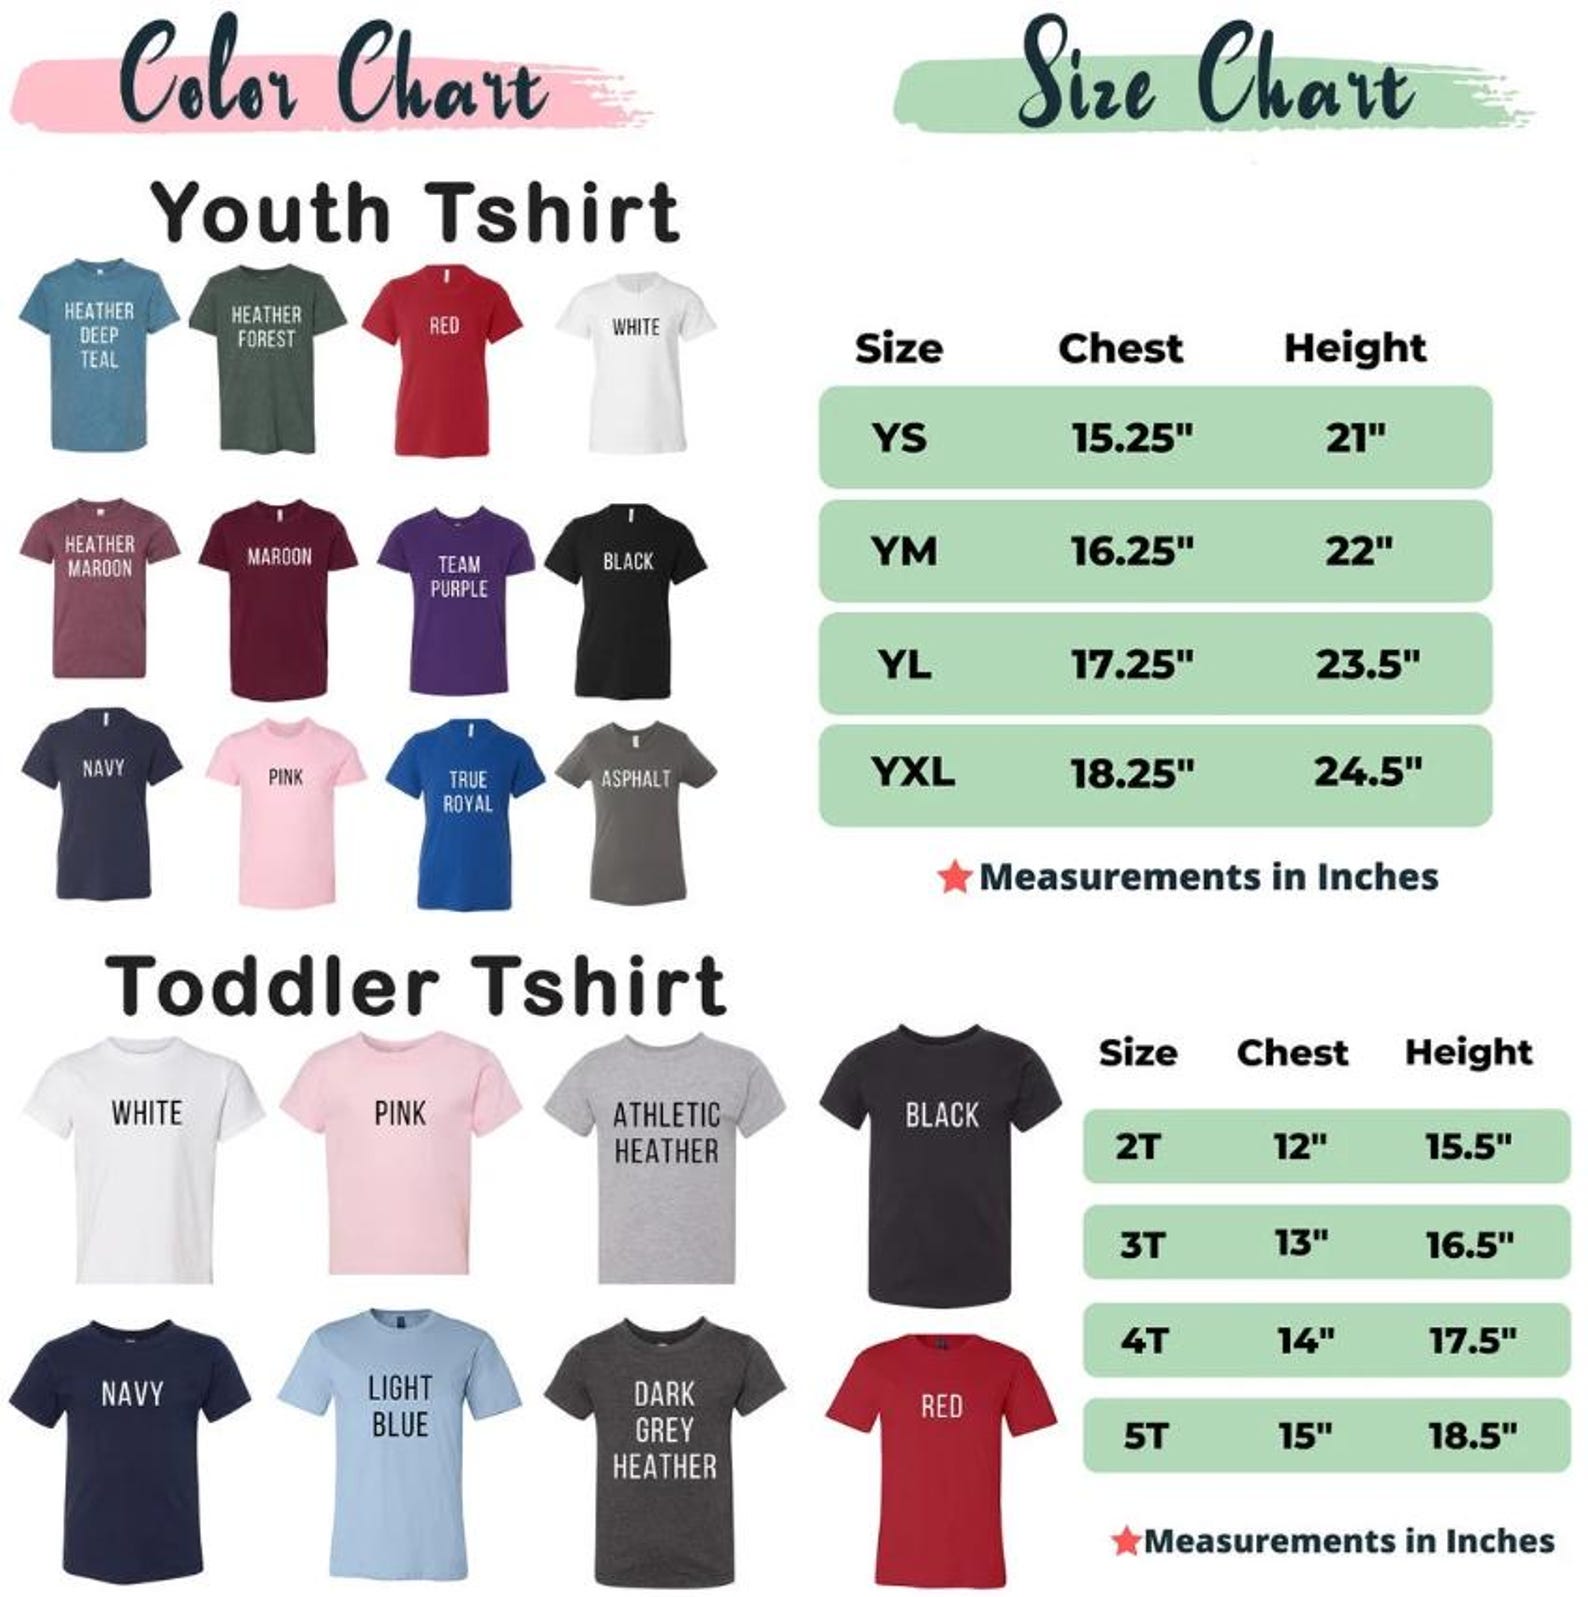 Color Chart
Size Chart
Youth Tshirt
HEATHER
DEEP
TEAL
HEATHER
FOREST
RED
WHITE
HEATHER
MAROON
MAROON
TEAM
PURPLE
BLACK
NAVY
PINK
TRUE
ROYAL
ASPHALT
Size Chest Height
YS 15.25" 21"
YM 16.25" 22"
YL 17.25" 23.5"
YXL 18.25" 24.5"
Measurements in Inches
Toddler Tshirt
WHITE
PINK
ATHLETIC
HEATHER
BLACK
NAVY
LIGHT
BLUE
DARK
GREY
HEATHER
RED
Size Chest Height
2T 12" 15.5"
3T 13" 16.5"
4T 14" 17.5"
5T 15" 18.5"
Measurements in Inches